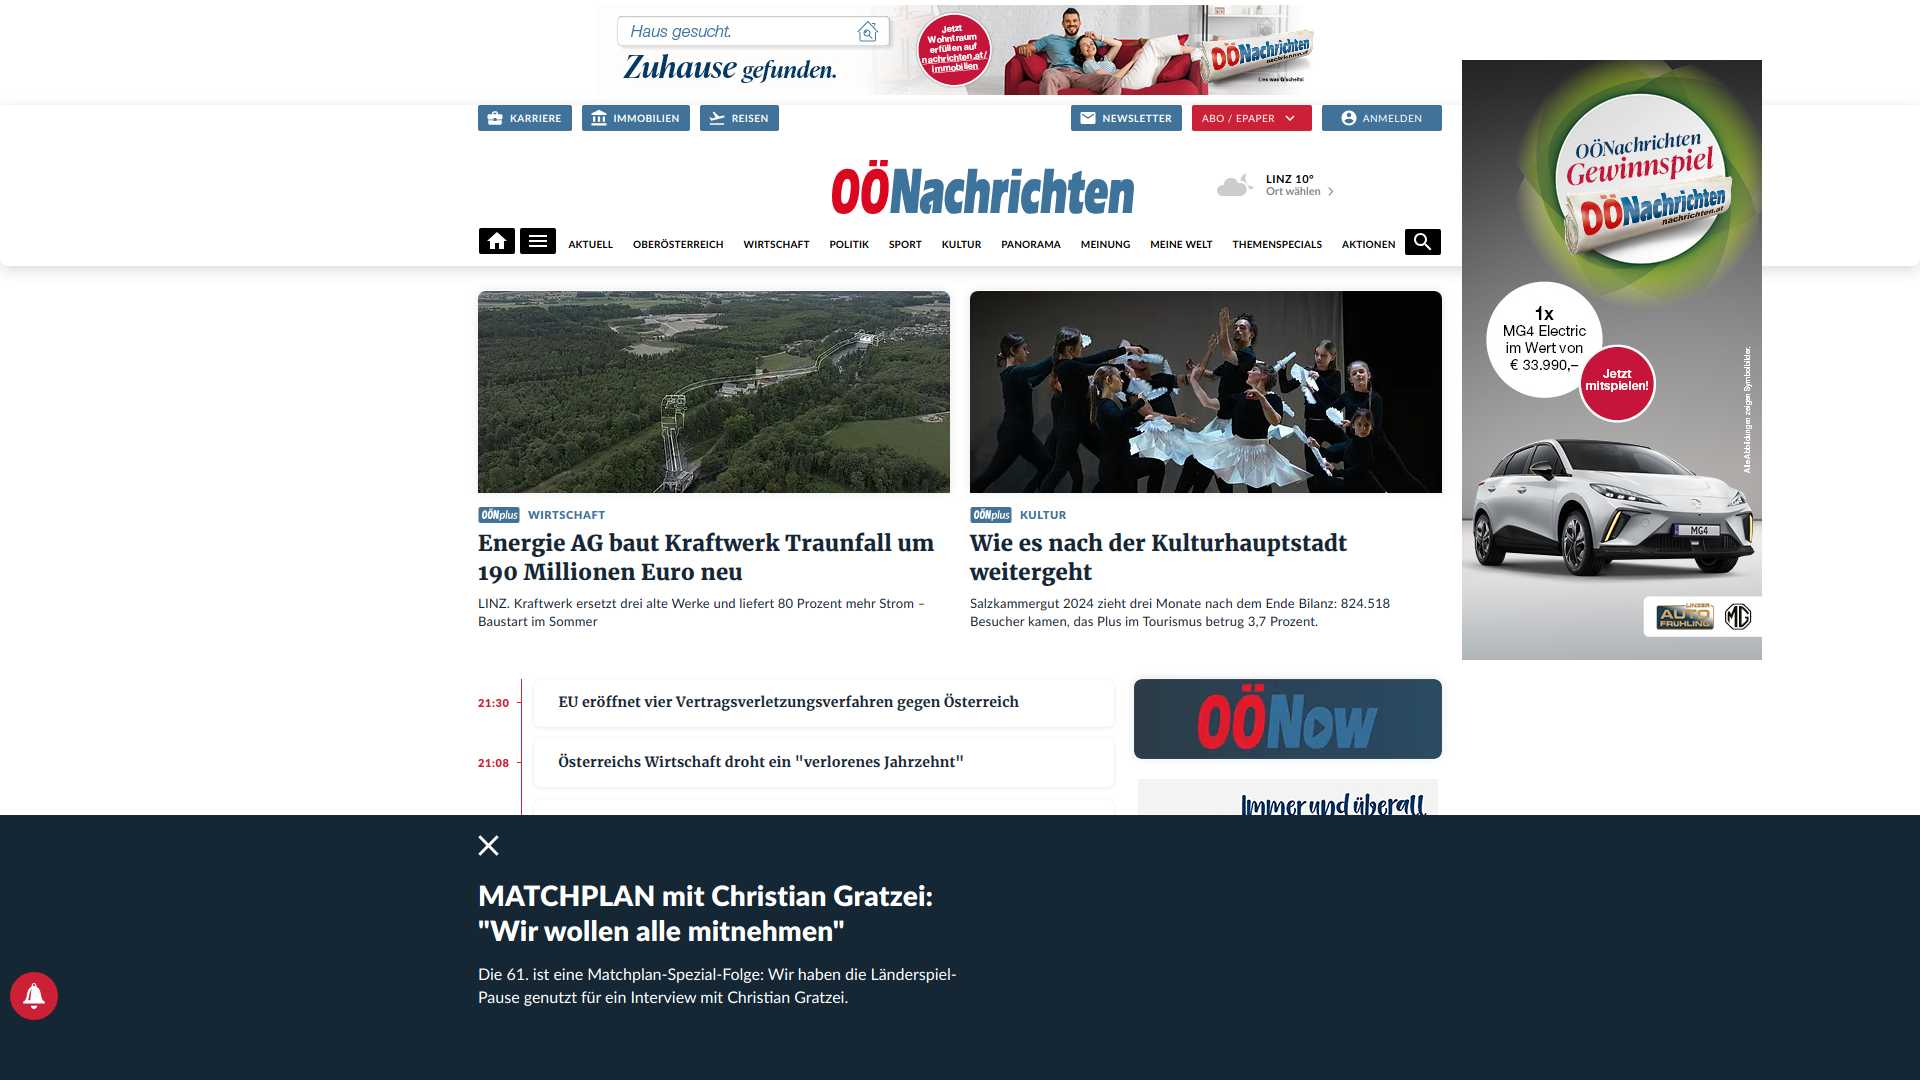 Haus gesucht.
Zuhause gefunden.
Jetzt
Wohntraum
erfüllen auf
nachrichten.at/
immobilien
OÖNachrichten
nachrichten.at
Lies was G'scheits!
KARRIERE
IMMOBILIEN
REISEN
NEWSLETTER
ABO / EPAPER
ANMELDEN
OÖNachrichten
LINZ 10°
Ort wählen
AKTUELL
OBERÖSTERREICH
WIRTSCHAFT
POLITIK
SPORT
KULTUR
PANORAMA
MEINUNG
MEINE WELT
THEMENSPECIALS
AKTIONEN
OÖNachrichten
Gewinnspiel
OÖNachrichten
nachrichten.at
1x
MG4 Electric
im Wert von
€ 33.990,–
Jetzt
mitspielen!
Alle Abbildungen zeigen Symbolbilder.
MG4
LINZER
AUTO
FRÜHLING
MG
OÖNplus WIRTSCHAFT
Energie AG baut Kraftwerk Traunfall um
190 Millionen Euro neu
LINZ. Kraftwerk ersetzt drei alte Werke und liefert 80 Prozent mehr Strom –
Baustart im Sommer
OÖNplus KULTUR
Wie es nach der Kulturhauptstadt
weitergeht
Salzkammergut 2024 zieht drei Monate nach dem Ende Bilanz: 824.518
Besucher kamen, das Plus im Tourismus betrug 3,7 Prozent.
21:30 EU eröffnet vier Vertragsverletzungsverfahren gegen Österreich
21:08 Österreichs Wirtschaft droht ein "verlorenes Jahrzehnt"
OÖNow
Immer und überall
MATCHPLAN mit Christian Gratzei:
"Wir wollen alle mitnehmen"
Die 61. ist eine Matchplan-Spezial-Folge: Wir haben die Länderspiel-
Pause genutzt für ein Interview mit Christian Gratzei.